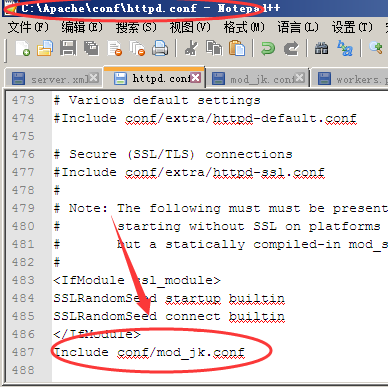 C:\Apache\conf\httpd.conf - Notepad++
文件(F) 编辑(E) 搜索(S) 视图(V) 格式(M) 语言(L) 设置(T)
server.xml httpd.conf mod_jk.conf workers.p
473 # Various default settings
474 #Include conf/extra/httpd-default.conf
475
476 # Secure (SSL/TLS) connections
477 #Include conf/extra/httpd-ssl.conf
478 #
479 # Note: The following must must be present
480 # starting without SSL on platforms
481 # but a statically compiled-in mod_s
482 #
483 <IfModule ssl_module>
484 SSLRandomSeed startup builtin
485 SSLRandomSeed connect builtin
486 </IfModule>
487 Include conf/mod_jk.conf
488